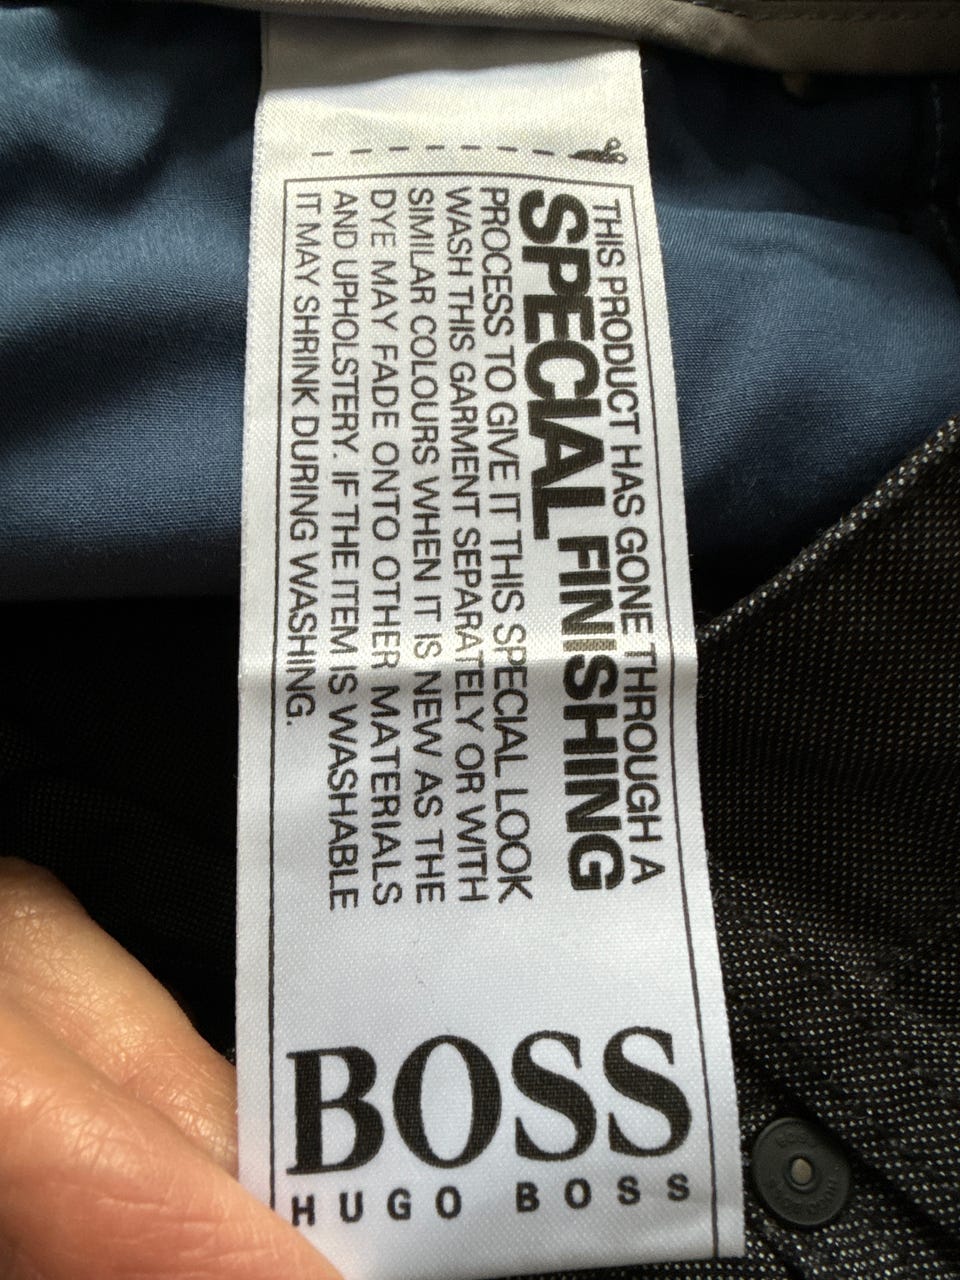 THIS PRODUCT HAS GONE THROUGH A
SPECIAL FINISHING
PROCESS TO GIVE IT THIS SPECIAL LOOK
WASH THIS GARMENT SEPARATELY OR WITH
SIMILAR COLOURS WHEN IT IS NEW AS THE
DYE MAY FADE ONTO OTHER MATERIALS
AND UPHOLSTERY. IF THE ITEM IS WASHABLE
IT MAY SHRINK DURING WASHING.
BOSS
HUGO BOSS